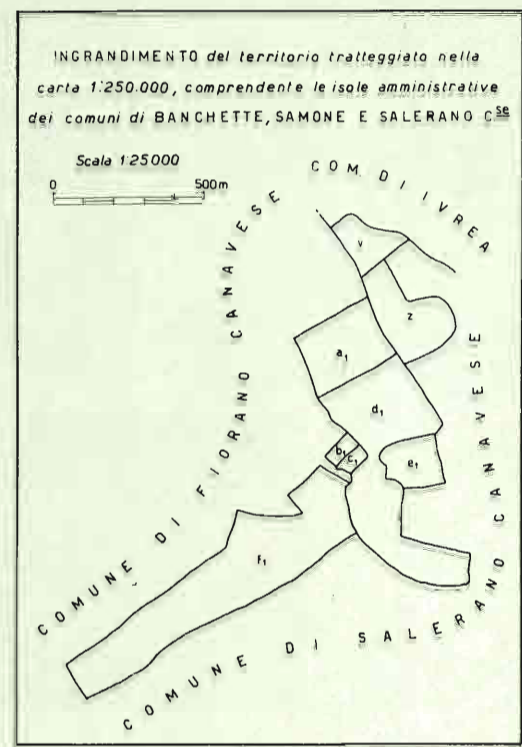 INGRANDIMENTO del territorio tratteggiato nella
carta 1:250.000, comprendente le isole amministrative
dei comuni di BANCHETTE, SAMONE E SALERANO Cse
Scala 1:25000
0 500m
COM. DI IVREA
COMUNE DI FIORANO CANAVESE
v
z
a1
d1
b1
c1
e1
f1
COMUNE DI SALERANO CANAVESE